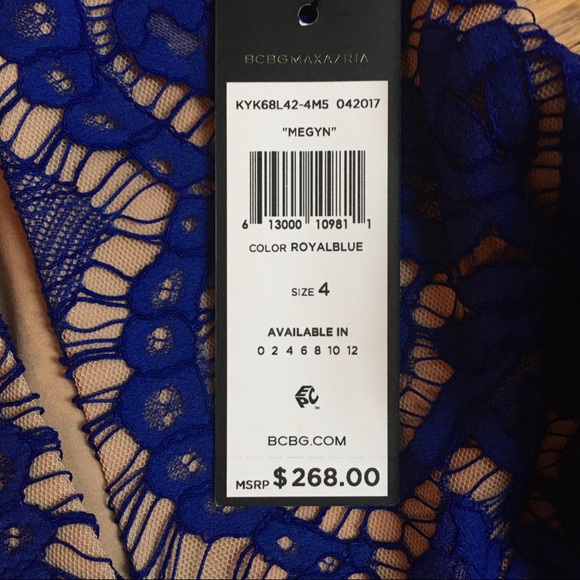 BCBGMAXAZRIA
KYK68L42-4M5 042017
"MEGYN"
6 13000 10981 1
COLOR ROYALBLUE
SIZE 4
AVAILABLE IN
0 2 4 6 8 10 12
EPC™
BCBG.COM
MSRP $268.00